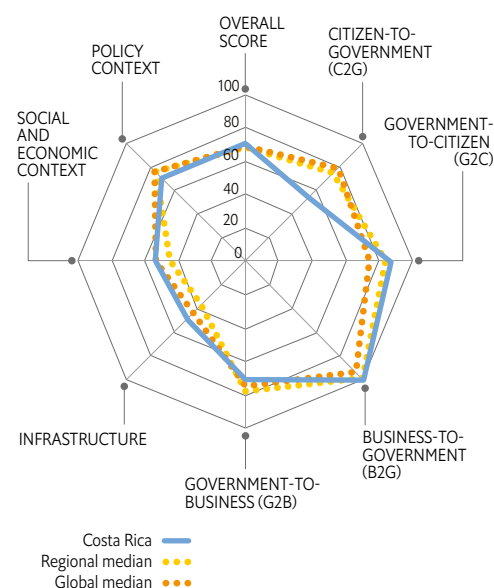 OVERALL
SCORE
CITIZEN-TO-
GOVERNMENT
(C2G)
POLICY
CONTEXT
GOVERNMENT-
TO-CITIZEN
(G2C)
SOCIAL
AND
ECONOMIC
CONTEXT
100
80
60
40
20
0
INFRASTRUCTURE
BUSINESS-TO-
GOVERNMENT
(B2G)
GOVERNMENT-TO-
BUSINESS (G2B)
Costa Rica
Regional median
Global median